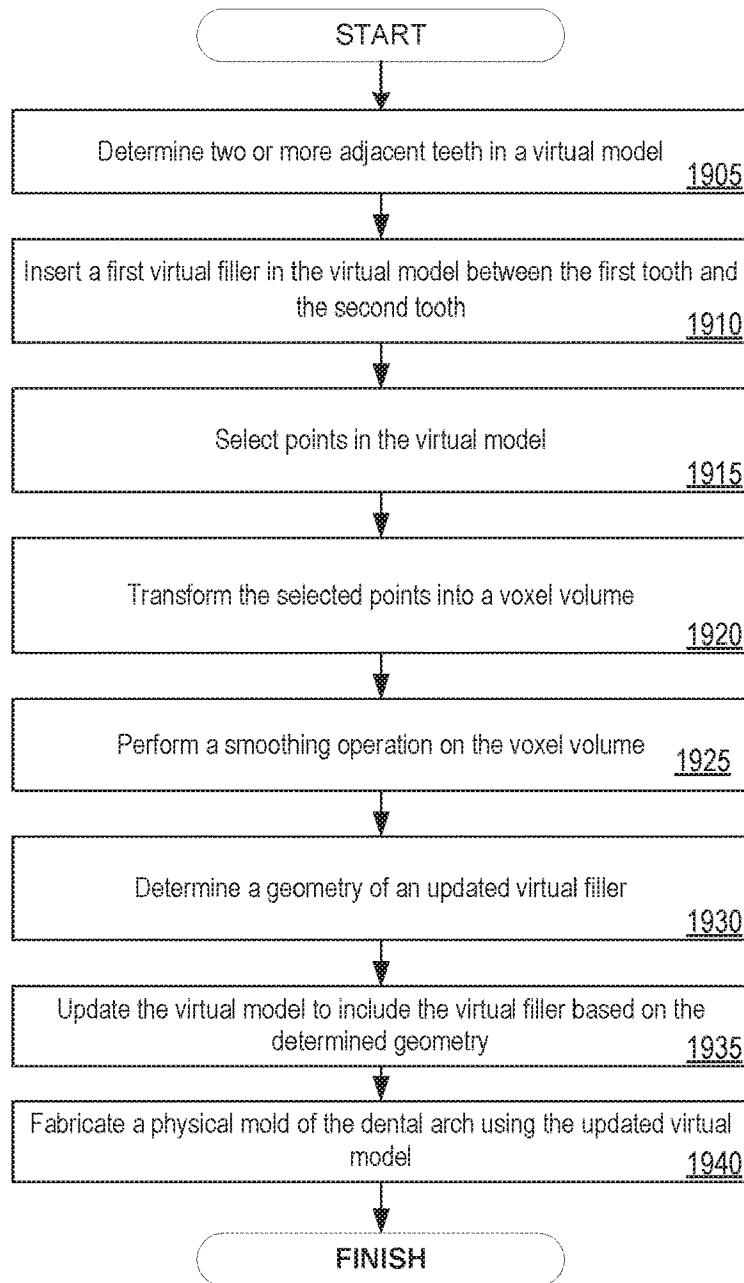 START
Determine two or more adjacent teeth in a virtual model
1905
Insert a first virtual filler in the virtual model between the first tooth and
the second tooth
1910
Select points in the virtual model
1915
Transform the selected points into a voxel volume
1920
Perform a smoothing operation on the voxel volume
1925
Determine a geometry of an updated virtual filler
1930
Update the virtual model to include the virtual filler based on the
determined geometry
1935
Fabricate a physical mold of the dental arch using the updated virtual
model
1940
FINISH